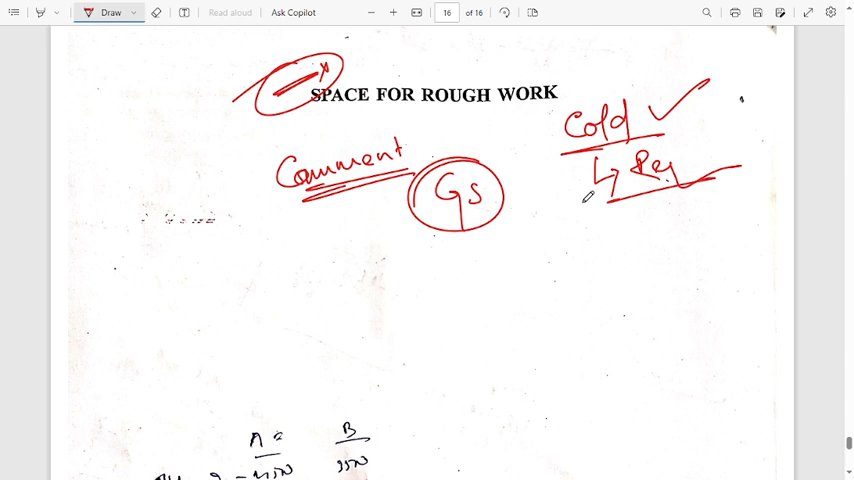 Draw
Read aloud
Ask Copilot
16 of 16
SPACE FOR ROUGH WORK
Cold
Comment
Gs
B